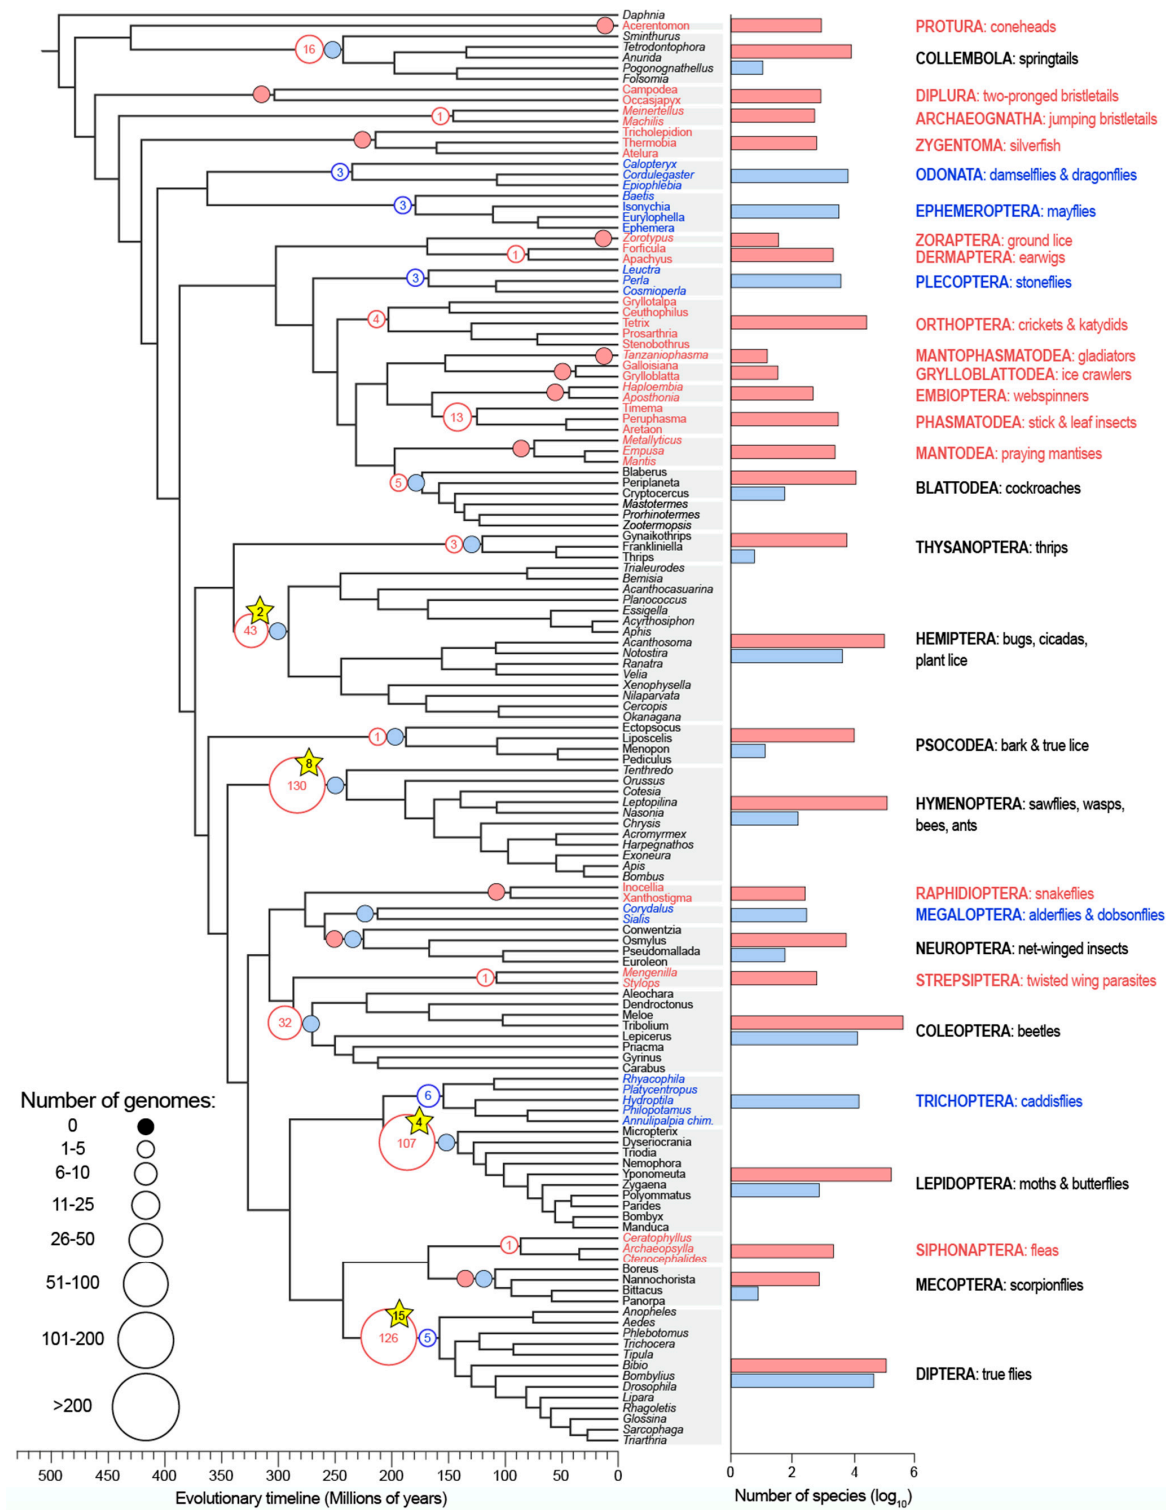 Daphnia
Acerentomon
PROTURA: coneheads
Sminthurus
16
Tetrodontophora
Anurida
COLLEMBOLA: springtails
Pogonognathellus
Folsomia
Campodea
DIPLURA: two-pronged bristletails
Occasjapyx
Meinertellus
1
ARCHAEOGNATHA: jumping bristletails
Machilis
Tricholepidion
Thermobia
ZYGENTOMA: silverfish
Atelura
Calopteryx
3
Cordulegaster
ODONATA: damselflies & dragonflies
Epiophlebia
Baetis
3
Isonychia
EPHEMEROPTERA: mayflies
Eurylophella
Ephemera
Zorotypus
ZORAPTERA: ground lice
Forficula
1
DERMAPTERA: earwigs
Apachyus
Leuctra
3
Perla
PLECOPTERA: stoneflies
Cosmioperla
Gryllotalpa
Ceuthophilus
4
Tetrix
ORTHOPTERA: crickets & katydids
Prosarthria
Stenobothrus
Tanzaniophasma
MANTOPHASMATODEA: gladiators
Galloisiana
GRYLLOBLATTODEA: ice crawlers
Grylloblatta
Haploembia
EMBIOPTERA: webspinners
Aposthonia
Timema
13
Peruphasma
PHASMATODEA: stick & leaf insects
Aretaon
Metallyticus
Empusa
MANTODEA: praying mantises
Mantis
Blaberus
5
Periplaneta
BLATTODEA: cockroaches
Cryptocercus
Mastotermes
Prorhinotermes
Zootermopsis
Gynaikothrips
3
Frankliniella
THYSANOPTERA: thrips
Thrips
Trialeurodes
Bemisia
Acanthocasuarina
Planococcus
2
Essigella
Acyrthosiphon
43
Aphis
Acanthosoma
HEMIPTERA: bugs, cicadas,
plant lice
Notostira
Ranatra
Velia
Xenophysella
Nilaparvata
Cercopis
Okanagana
Ectopsocus
1
Liposcelis
PSOCODEA: bark & true lice
Menopon
Pediculus
8
Tenthredo
130
Orussus
Cotesia
Leptopilina
HYMENOPTERA: sawflies, wasps,
bees, ants
Nasonia
Chrysis
Acromyrmex
Harpegnathos
Exoneura
Apis
Bombus
Inocellia
RAPHIDIOPTERA: snakeflies
Xanthostigma
Corydalus
MEGALOPTERA: alderflies & dobsonflies
Sialis
Conwentzia
Osmylus
NEUROPTERA: net-winged insects
Pseudomallada
Euroleon
Mengenilla
1
STREPSIPTERA: twisted wing parasites
Stylops
Aleochara
Dendroctonus
Meloe
32
Tribolium
COLEOPTERA: beetles
Lepicerus
Priacma
Gyrinus
Carabus
Rhyacophila
Platycentropus
6
Hydroptila
TRICHOPTERA: caddisflies
Philopotamus
4
Annulipalpia chim.
Micropterix
107
Dyseriocrania
Triodia
Nemophora
Yponomeuta
LEPIDOPTERA: moths & butterflies
Zygaena
Polyommatus
Parides
Bombyx
Manduca
Ceratophyllus
1
Archaeopsylla
SIPHONAPTERA: fleas
Ctenocephalides
Boreus
Nannochorista
MECOPTERA: scorpionflies
Bittacus
Panorpa
15
Anopheles
Aedes
126
5
Phlebotomus
Trichocera
Tipula
Bibio
DIPTERA: true flies
Bombylius
Drosophila
Lipara
Rhagoletis
Glossina
Sarcophaga
Triarthria
Number of genomes:
0
1-5
6-10
11-25
26-50
51-100
101-200
>200
500 450 400 350 300 250 200 150 100 50 0
Evolutionary timeline (Millions of years)
0 2 4 6
Number of species (log10)